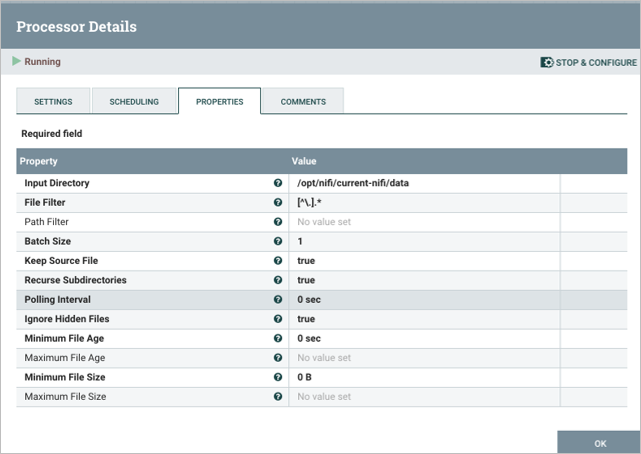 Processor Details
Running STOP & CONFIGURE
SETTINGS SCHEDULING PROPERTIES COMMENTS
Required field
Property Value
Input Directory /opt/nifi/current-nifi/data
File Filter [^\.].*
Path Filter No value set
Batch Size 1
Keep Source File true
Recurse Subdirectories true
Polling Interval 0 sec
Ignore Hidden Files true
Minimum File Age 0 sec
Maximum File Age No value set
Minimum File Size 0 B
Maximum File Size No value set
OK